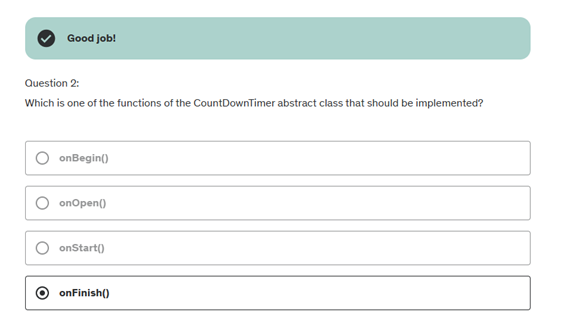 Good job!
Question 2:
Which is one of the functions of the CountDownTimer abstract class that should be implemented?
onBegin()
onOpen()
onStart()
onFinish()